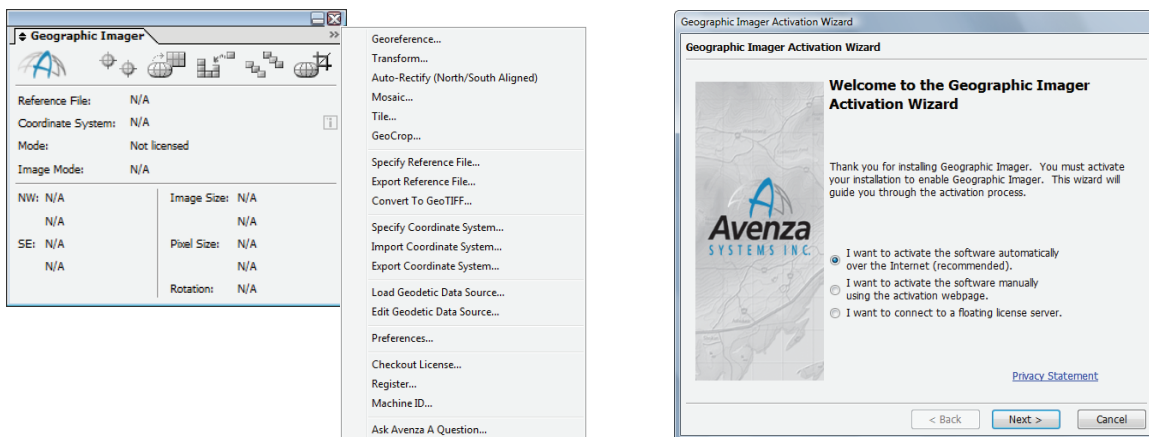 Geographic Imager
Reference File: N/A
Coordinate System: N/A
Mode: Not licensed
Image Mode: N/A
NW: N/A
N/A
SE: N/A
N/A
Image Size: N/A
N/A
Pixel Size: N/A
N/A
Rotation: N/A
Georeference...
Transform...
Auto-Rectify (North/South Aligned)
Mosaic...
Tile...
GeoCrop...
Specify Reference File...
Export Reference File...
Convert To GeoTIFF...
Specify Coordinate System...
Import Coordinate System...
Export Coordinate System...
Load Geodetic Data Source...
Edit Geodetic Data Source...
Preferences...
Checkout License...
Register...
Machine ID...
Ask Avenza A Question...
Geographic Imager Activation Wizard
Geographic Imager Activation Wizard
Avenza
SYSTEMS INC.
Welcome to the Geographic Imager
Activation Wizard
Thank you for installing Geographic Imager. You must activate
your installation to enable Geographic Imager. This wizard will
guide you through the activation process.
I want to activate the software automatically
over the Internet (recommended).
I want to activate the software manually
using the activation webpage.
I want to connect to a floating license server.
Privacy Statement
< Back
Next >
Cancel